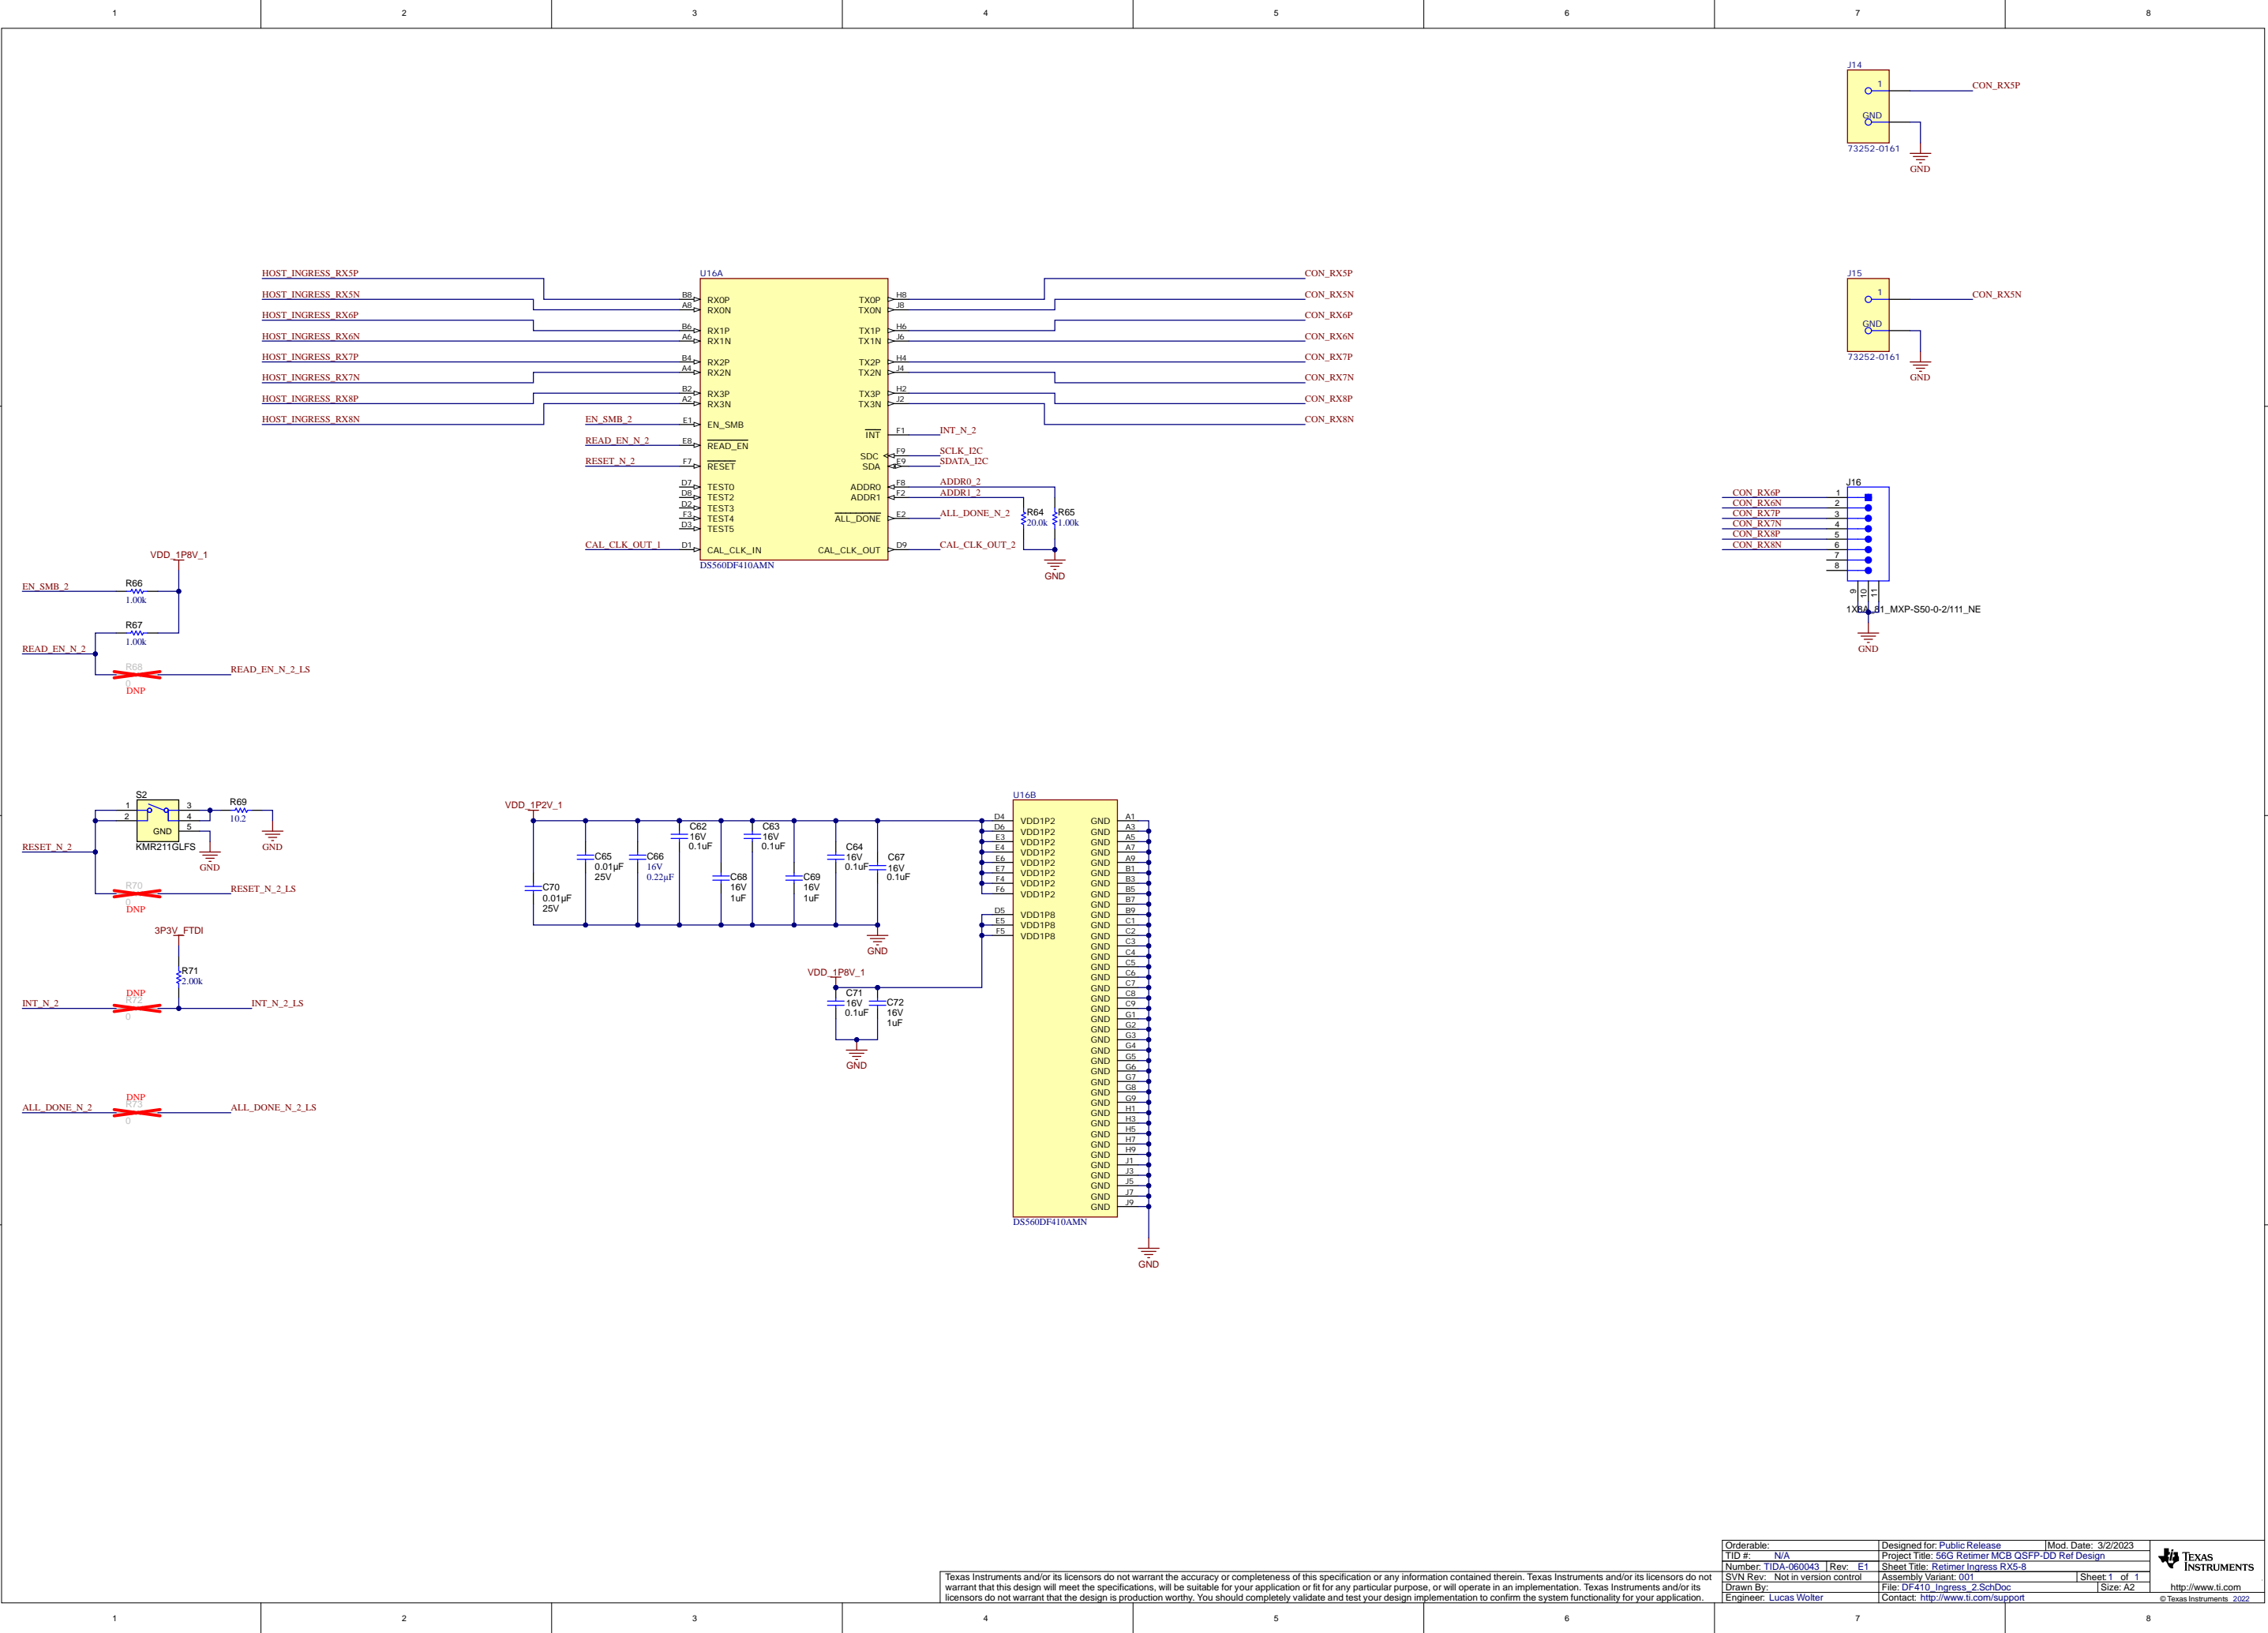 1 2 3 4 5 6 7 8
J14
1
CON_RX5P
GND
73252-0161
GND
J15
1
CON_RX5N
GND
73252-0161
GND
HOST_INGRESS_RX5P
HOST_INGRESS_RX5N
HOST_INGRESS_RX6P
HOST_INGRESS_RX6N
HOST_INGRESS_RX7P
HOST_INGRESS_RX7N
HOST_INGRESS_RX8P
HOST_INGRESS_RX8N
EN_SMB_2
READ_EN_N_2
RESET_N_2
CAL_CLK_OUT_1
U16A
B8 RX0P
A8 RX0N
B6 RX1P
A6 RX1N
B4 RX2P
A4 RX2N
B2 RX3P
A2 RX3N
E1 EN_SMB
E8 READ_EN
F7 RESET
D7 TEST0
D8 TEST2
D2 TEST3
F3 TEST4
D3 TEST5
D1 CAL_CLK_IN
TX0P H8
TX0N J8
TX1P H6
TX1N J6
TX2P H4
TX2N J4
TX3P H2
TX3N J2
INT F1 INT_N_2
SDC F9 SCLK_I2C
SDA E9 SDATA_I2C
ADDR0 F8 ADDR0_2
ADDR1 F2 ADDR1_2
ALL_DONE E2 ALL_DONE_N_2
CAL_CLK_OUT D9 CAL_CLK_OUT_2
DS560DF410AMN
CON_RX5P
CON_RX5N
CON_RX6P
CON_RX6N
CON_RX7P
CON_RX7N
CON_RX8P
CON_RX8N
R64
20.0k
R65
1.00k
GND
J16
CON_RX6P 1
CON_RX6N 2
CON_RX7P 3
CON_RX7N 4
CON_RX8P 5
CON_RX8N 6
7
8
9 10 11
1X8A_81_MXP-S50-0-2/111_NE
GND
VDD_1P8V_1
EN_SMB_2
R66
1.00k
R67
1.00k
READ_EN_N_2
R68
0
DNP
READ_EN_N_2_LS
S2
1 3
2 4
5
GND
KMR211GLFS
R69
10.2
GND
GND
RESET_N_2
R70
0
DNP
RESET_N_2_LS
3P3V_FTDI
R71
2.00k
INT_N_2
DNP
R72
0
INT_N_2_LS
ALL_DONE_N_2
DNP
R73
0
ALL_DONE_N_2_LS
VDD_1P2V_1
C70
0.01µF
25V
C65
0.01µF
25V
C66
16V
0.22µF
C62
16V
0.1uF
C68
16V
1uF
C63
16V
0.1uF
C69
16V
1uF
C64
16V
0.1uF
C67
16V
0.1uF
GND
VDD_1P8V_1
C71
16V
0.1uF
C72
16V
1uF
GND
U16B
D4 VDD1P2
D6 VDD1P2
E3 VDD1P2
E4 VDD1P2
E6 VDD1P2
E7 VDD1P2
F4 VDD1P2
F6 VDD1P2
D5 VDD1P8
E5 VDD1P8
F5 VDD1P8
GND A1
GND A3
GND A5
GND A7
GND A9
GND B1
GND B3
GND B5
GND B7
GND B9
GND C1
GND C2
GND C3
GND C4
GND C5
GND C6
GND C7
GND C8
GND C9
GND G1
GND G2
GND G3
GND G4
GND G5
GND G6
GND G7
GND G8
GND G9
GND H1
GND H3
GND H5
GND H7
GND H9
GND J1
GND J3
GND J5
GND J7
GND J9
DS560DF410AMN
GND
Texas Instruments and/or its licensors do not warrant the accuracy or completeness of this specification or any information contained therein. Texas Instruments and/or its licensors do not
warrant that this design will meet the specifications, will be suitable for your application or fit for any particular purpose, or will operate in an implementation. Texas Instruments and/or its
licensors do not warrant that the design is production worthy. You should completely validate and test your design implementation to confirm the system functionality for your application.
Orderable: Designed for: Public Release Mod. Date: 3/2/2023
TID #: N/A Project Title: 56G Retimer MCB QSFP-DD Ref Design
Number: TIDA-060043 Rev: E1 Sheet Title: Retimer Ingress RX5-8
SVN Rev: Not in version control Assembly Variant: 001 Sheet: 1 of 1
Drawn By: File: DF410_Ingress_2.SchDoc Size: A2
Engineer: Lucas Wolter Contact: http://www.ti.com/support
TEXAS
INSTRUMENTS
http://www.ti.com
© Texas Instruments 2022
1 2 3 4 5 6 7 8